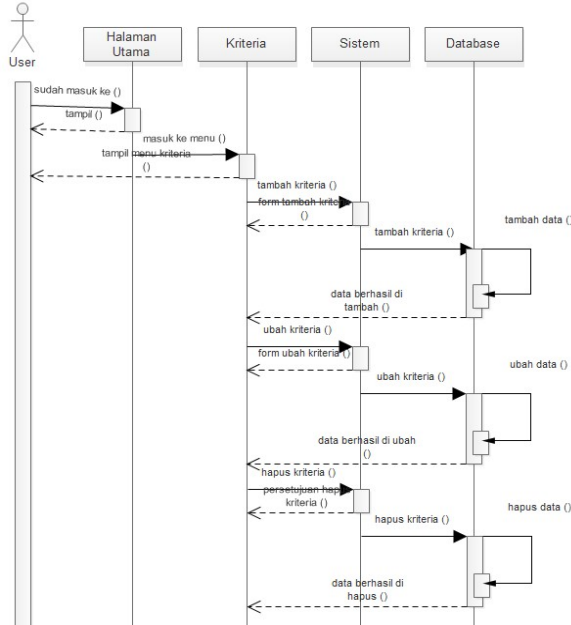 User
Halaman
Utama
Kriteria
Sistem
Database
sudah masuk ke ()
tampil ()
masuk ke menu ()
tampil menu kriteria
()
tambah kriteria ()
form tambah kriteria
()
tambah kriteria ()
tambah data ()
data berhasil di
tambah ()
ubah kriteria ()
form ubah kriteria ()
ubah kriteria ()
ubah data ()
data berhasil di ubah
()
hapus kriteria ()
persetujuan hapus
kriteria ()
hapus kriteria ()
hapus data ()
data berhasil di
hapus ()